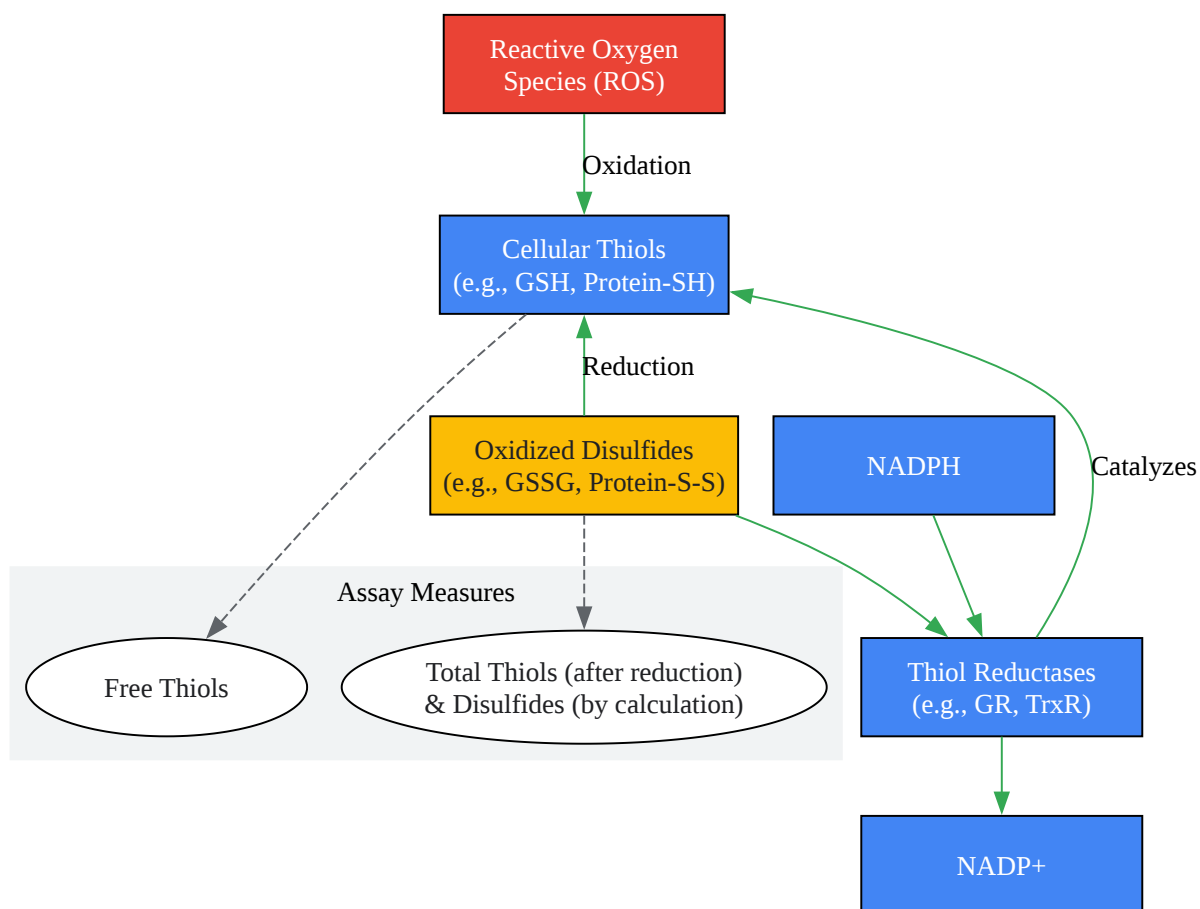 Reactive Oxygen
Species (ROS)
Oxidation
Cellular Thiols
(e.g., GSH, Protein-SH)
Reduction
Oxidized Disulfides
(e.g., GSSG, Protein-S-S)
NADPH
Catalyzes
Assay Measures
Free Thiols
Total Thiols (after reduction)
& Disulfides (by calculation)
Thiol Reductases
(e.g., GR, TrxR)
NADP+